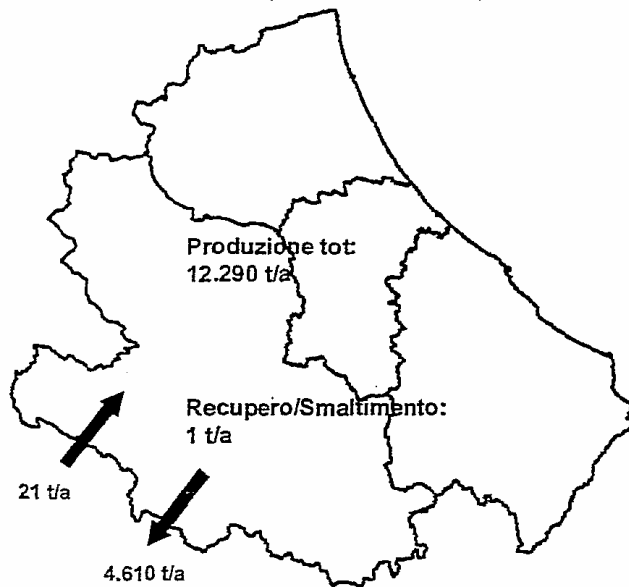 Produzione tot:
12.290 t/a
Recupero/Smaltimento:
1 t/a
21 t/a
4.610 t/a